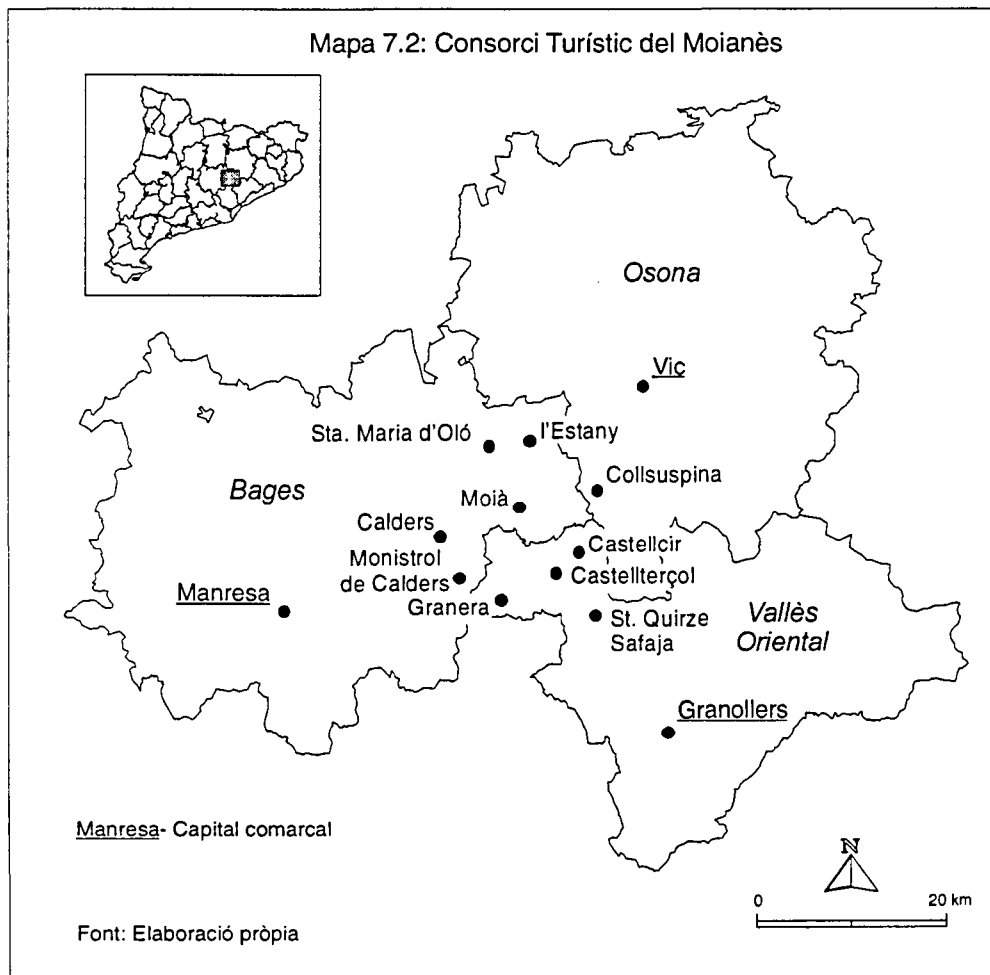 Mapa 7.2: Consorci Turístic del Moianès
Osona
Vic
Sta. Maria d'Oló
l'Estany
Collsuspina
Bages
Moià
Calders
Castellcir
Monistrol
de Calders
Castellterçol
Manresa
Granera
St. Quirze
Safaja
Vallès
Oriental
Granollers
Manresa- Capital comarcal
N
0 20 km
Font: Elaboració pròpia